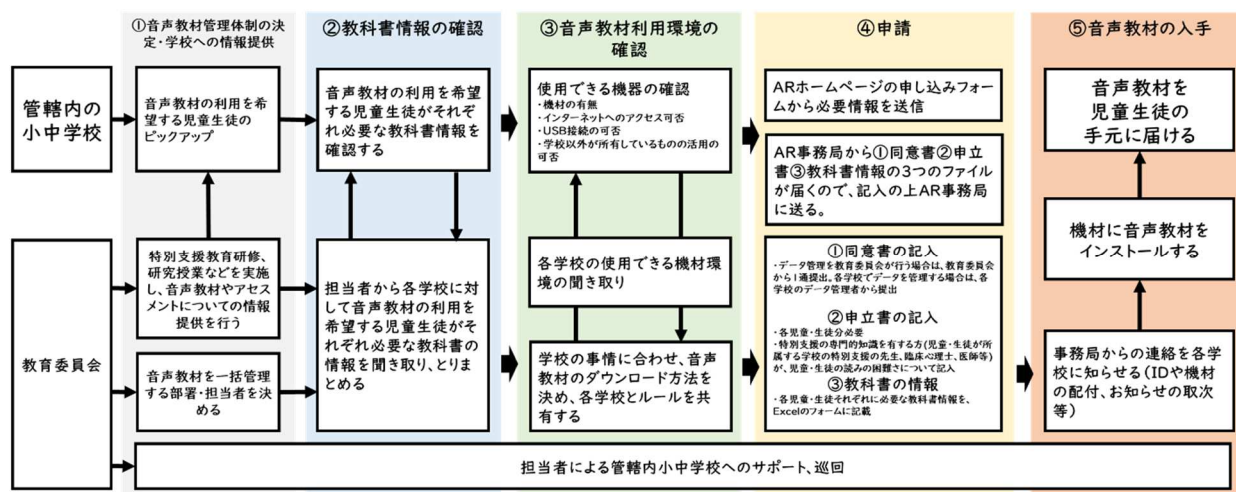 ①音声教材管理体制の決
定・学校への情報提供
②教科書情報の確認
③音声教材利用環境の
確認
④申請
⑤音声教材の入手
管轄内の
小中学校
音声教材の利用を希
望する児童生徒の
ピックアップ
音声教材の利用を希望
する児童生徒がそれぞ
れ必要な教科書情報を
確認する
使用できる機器の確認
・機材の有無
・インターネットへのアクセス可否
・USB接続の可否
・学校以外が所有しているものの活用の
可否
ARホームページの申し込みフォー
ムから必要情報を送信
AR事務局から①同意書②申立
書③教科書情報の3つのファイル
が届くので、記入の上AR事務局
に送る。
音声教材を
児童生徒の
手元に届ける
機材に音声教材を
インストールする
教育委員会
特別支援教育研修、
研究授業などを実施
し、音声教材やアセス
メントについての情報
提供を行う
音声教材を一括管理
する部署・担当者を決
める
担当者から各学校に対
して音声教材の利用を
希望する児童生徒がそ
れぞれ必要な教科書の
情報を聞き取り、とりま
とめる
各学校の使用できる機材環
境の聞き取り
学校の事情に合わせ、音声
教材のダウンロード方法を
決め、各学校とルールを共
有する
①同意書の記入
・データ管理を教育委員会が行う場合は、教育委員会
から1通提出。各学校でデータを管理する場合は、各
学校のデータ管理者から提出
②申立書の記入
・各児童・生徒分必要
・特別支援の専門的知識を有する方(児童・生徒が所
属する学校の特別支援の先生、臨床心理士、医師等)
が、児童・生徒の読みの困難さについて記入
③教科書の情報
・各児童・生徒それぞれに必要な教科書情報を、
Excelのフォームに記載
事務局からの連絡を各学
校に知らせる(IDや機材
の配付、お知らせの取次
等)
担当者による管轄内小中学校へのサポート、巡回